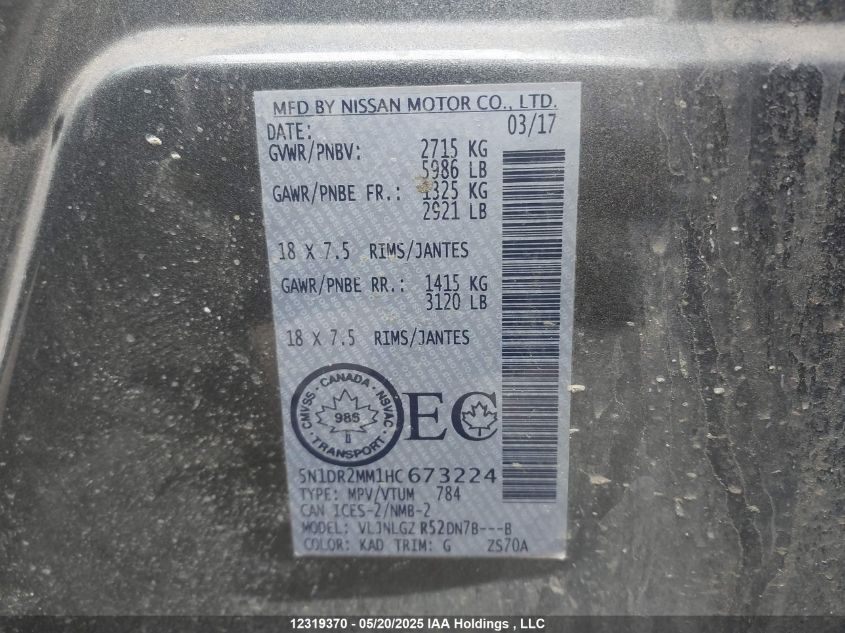 MFD BY NISSAN MOTOR CO., LTD.
DATE: 03/17
GVWR/PNBV: 2715 KG
5986 LB
GAWR/PNBE FR.: 1325 KG
2921 LB
18 X 7.5 RIMS/JANTES
GAWR/PNBE RR.: 1415 KG
3120 LB
18 X 7.5 RIMS/JANTES
CANADA
CMVSS NSVAC
985
TRANSPORT
EC
5N1DR2MM1HC673224
TYPE: MPV/VTUM 784
CAN ICES-2/NMB-2
MODEL: VLJNLGZ R52DN7B---B
COLOR: KAD TRIM: G ZS70A
12319370 - 05/20/2025 IAA Holdings , LLC